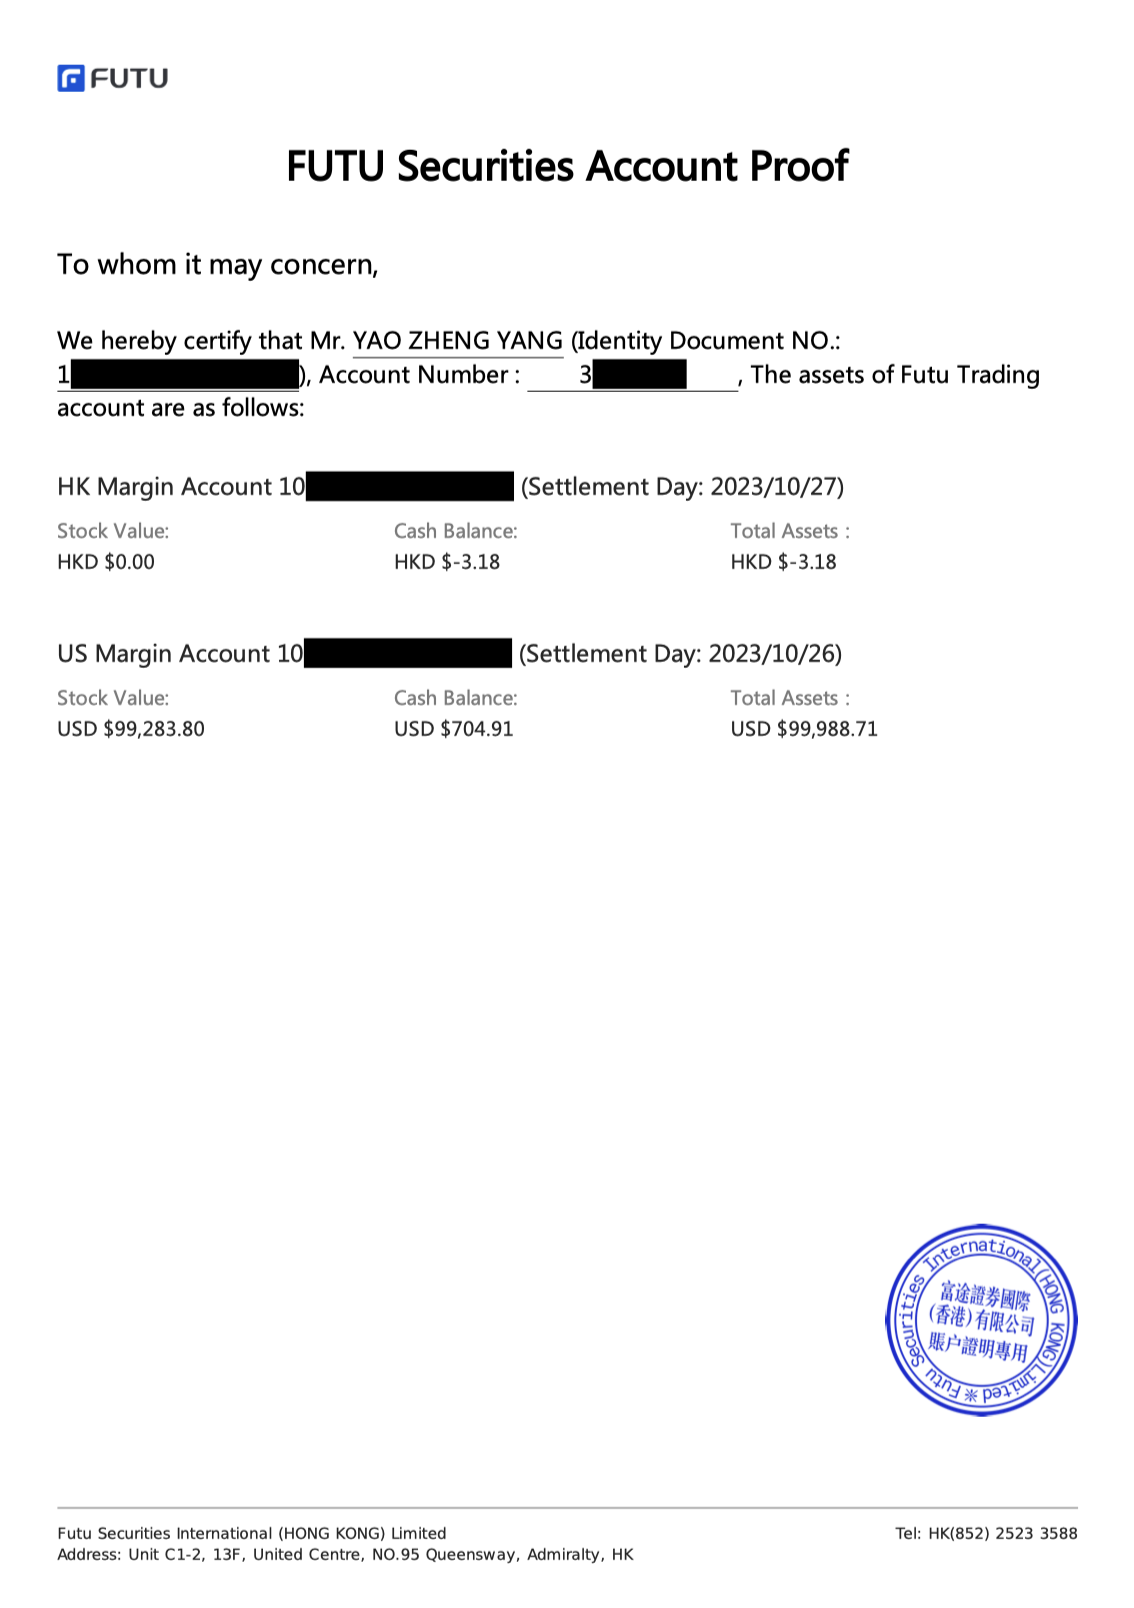 FUTU
FUTU Securities Account Proof
To whom it may concern,
We hereby certify that Mr. YAO ZHENG YANG (Identity Document NO.:
1), Account Number : 3, The assets of Futu Trading
account are as follows:
HK Margin Account 10 (Settlement Day: 2023/10/27)
Stock Value: Cash Balance: Total Assets :
HKD $0.00 HKD $-3.18 HKD $-3.18
US Margin Account 10 (Settlement Day: 2023/10/26)
Stock Value: Cash Balance: Total Assets :
USD $99,283.80 USD $704.91 USD $99,988.71
Futu Securities International(HONG KONG)Limited
富途證券國際
(香港)有限公司
賬户證明專用
Futu Securities International (HONG KONG) Limited Tel: HK(852) 2523 3588
Address: Unit C1-2, 13F, United Centre, NO.95 Queensway, Admiralty, HK